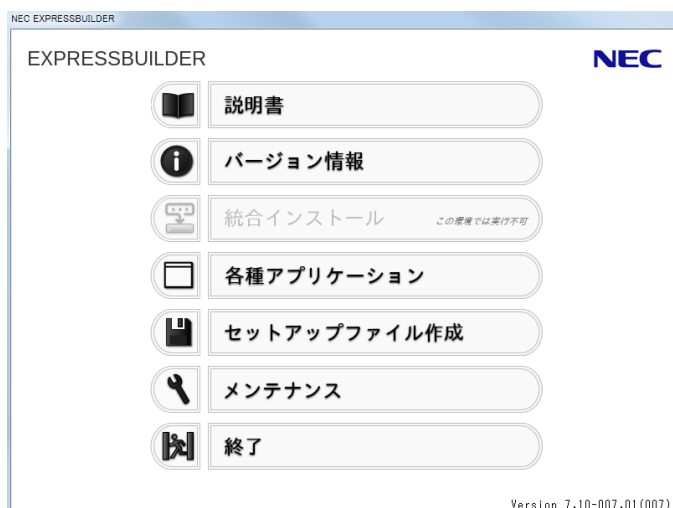 NEC EXPRESSBUILDER
EXPRESSBUILDER
NEC
説明書
バージョン情報
統合インストール この環境では実行不可
各種アプリケーション
セットアップファイル作成
メンテナンス
終了
Version 7.10-007.01(007)